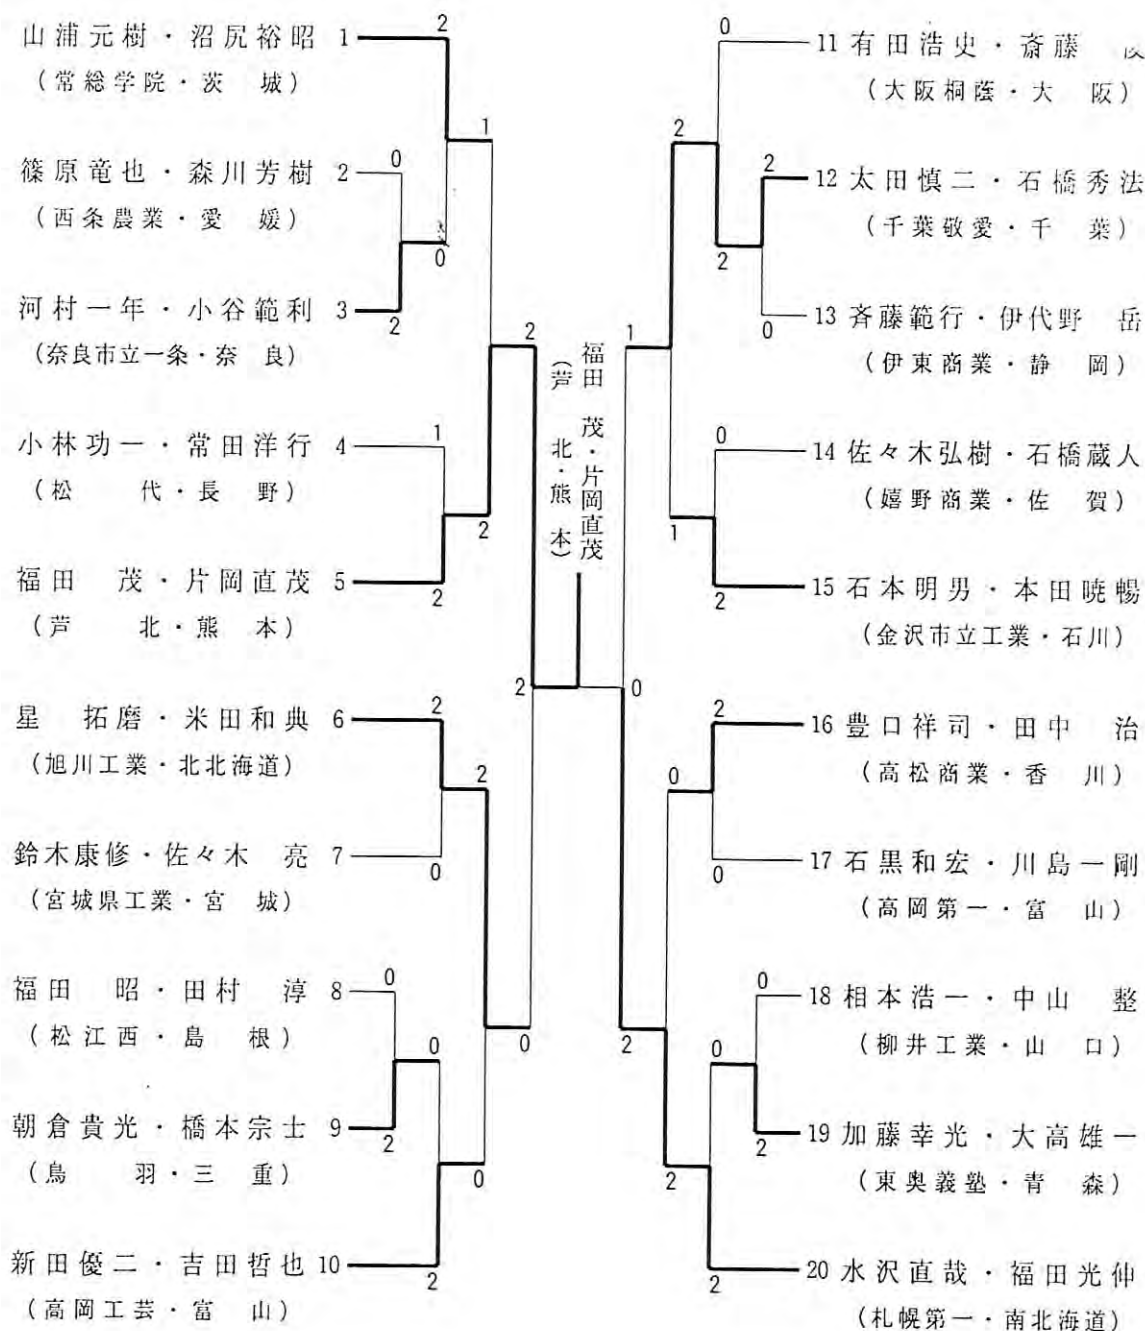 山浦元樹・沼尻裕昭 1
（常総学院・茨　城）
篠原竜也・森川芳樹 2
（西条農業・愛　媛）
河村一年・小谷範利 3
（奈良市立一条・奈　良）
小林功一・常田洋行 4
（松　代・長　野）
福田　茂・片岡直茂 5
（芦　北・熊　本）
星　拓磨・米田和典 6
（旭川工業・北北海道）
鈴木康修・佐々木　亮 7
（宮城県工業・宮　城）
福田　昭・田村　淳 8
（松江西・島　根）
朝倉貴光・橋本宗士 9
（鳥　羽・三　重）
新田優二・吉田哲也 10
（高岡工芸・富　山）
2
0
2
0
1
1
2
2
2
2
0
2
0
2
0
2
0
0
2
福田　茂・片岡直茂
（芦　北・熊　本）
0
2
0
2
2
0
2
1
1
2
0
0
0
2
0
2
2
2
0
2
11 有田浩史・斎藤
（大阪桐蔭・大　阪）
12 太田慎二・石橋秀法
（千葉敬愛・千　葉）
13 斉藤範行・伊代野　岳
（伊東商業・静　岡）
14 佐々木弘樹・石橋蔵人
（嬉野商業・佐　賀）
15 石本明男・本田暁暢
（金沢市立工業・石川）
16 豊口祥司・田中　治
（高松商業・香　川）
17 石黒和宏・川島一剛
（高岡第一・富　山）
18 相本浩一・中山　整
（柳井工業・山　口）
19 加藤幸光・大高雄一
（東奥義塾・青　森）
20 水沢直哉・福田光伸
（札幌第一・南北海道）